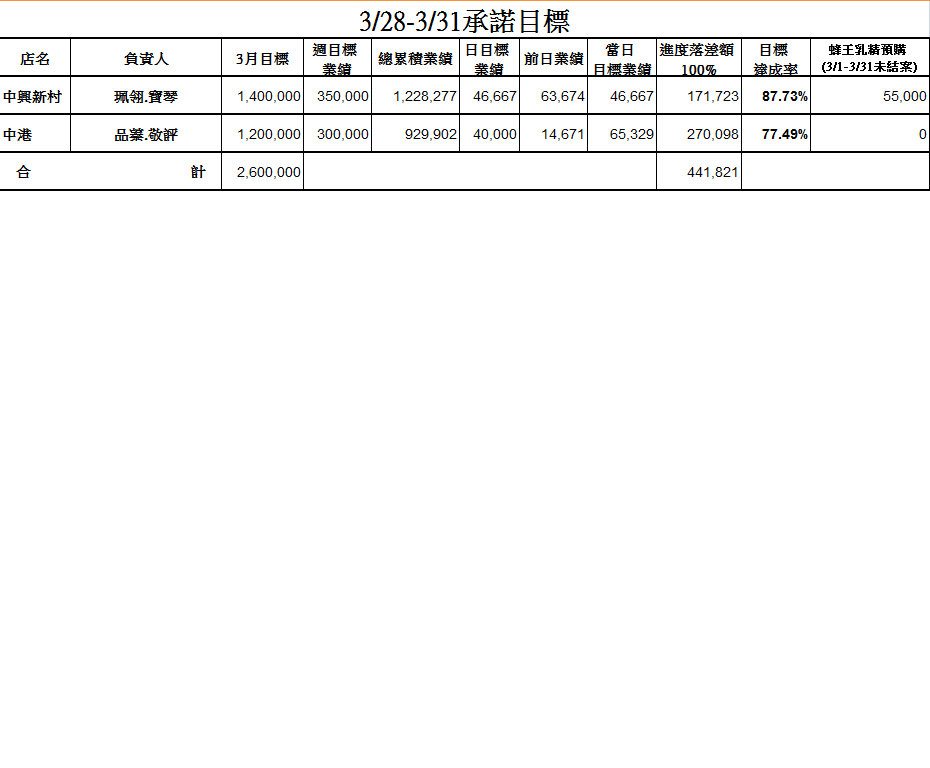 3/28-3/31承諾目標
店名 負責人 3月目標 週目標業績 總累積業績 日目標業績 前日業績 當日目標業績 進度落差額100% 目標達成率 蜂王乳精預購(3/1-3/31未結案)
中興新村 珮翎.寶琴 1,400,000 350,000 1,228,277 46,667 63,674 46,667 171,723 87.73% 55,000
中港 品蓁.敬評 1,200,000 300,000 929,902 40,000 14,671 65,329 270,098 77.49% 0
合計 2,600,000 441,821